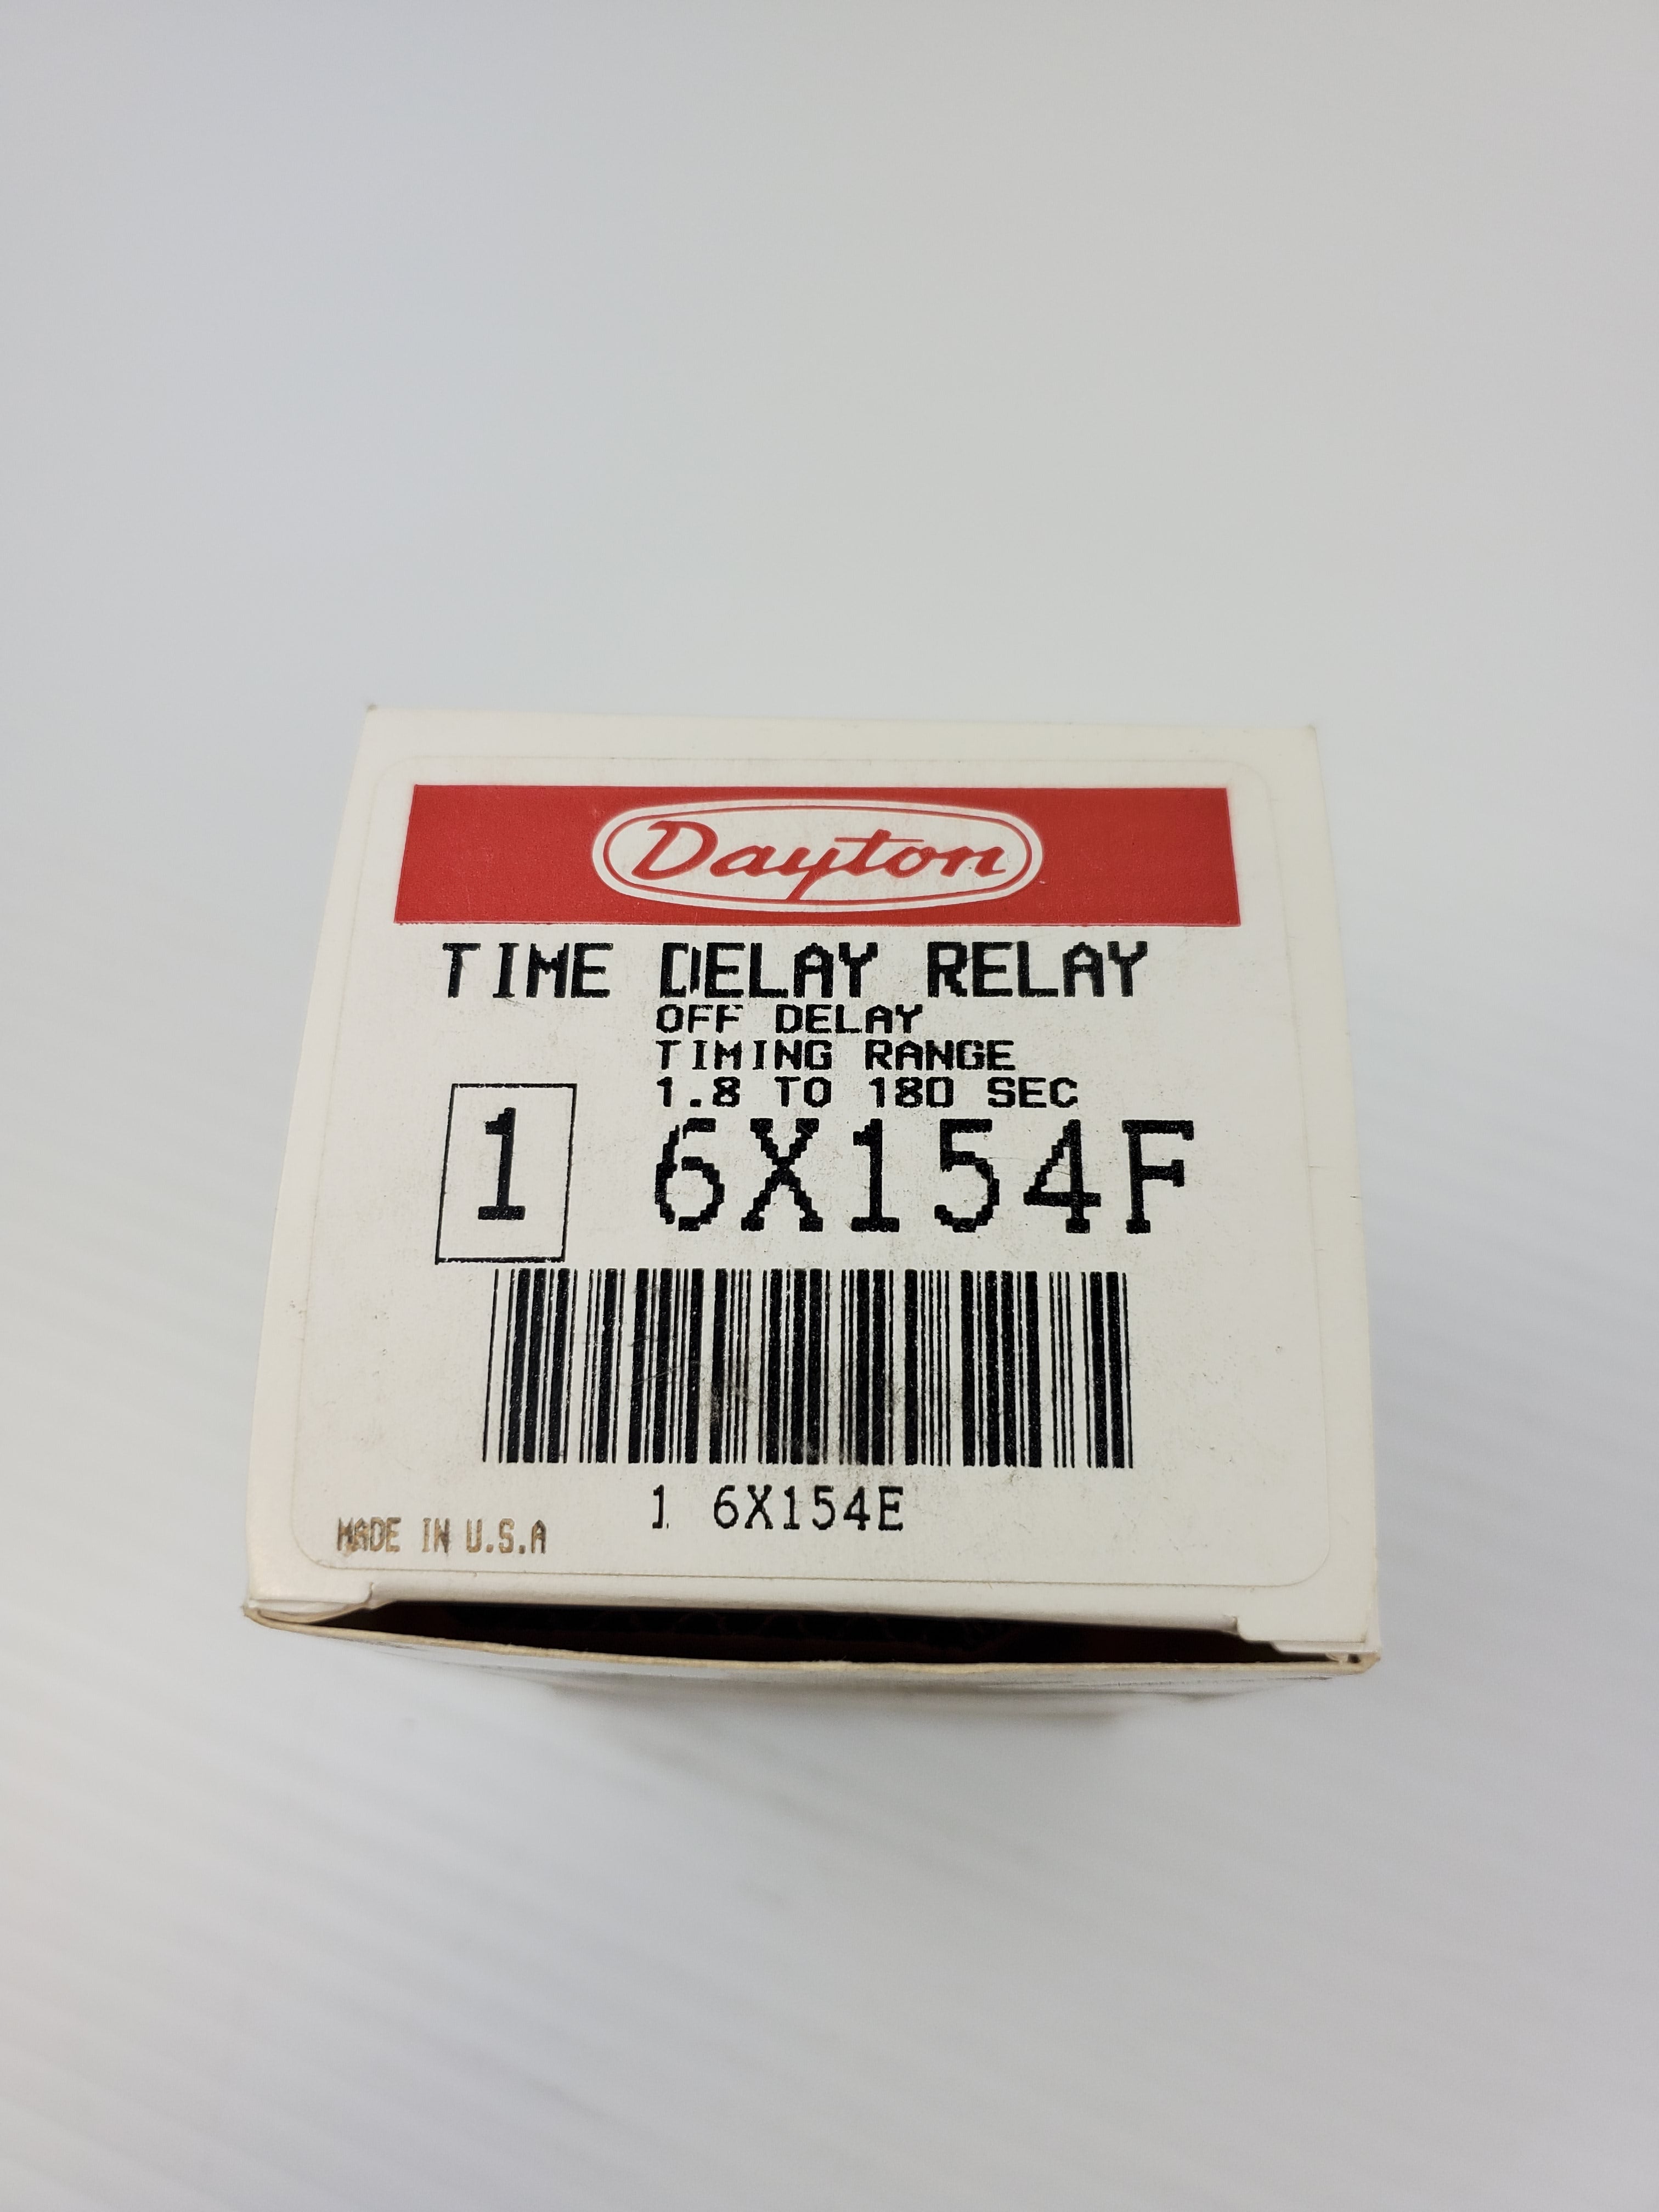 Dayton
TIME DELAY RELAY
OFF DELAY
TIMING RANGE
1.8 TO 180 SEC
1 6X154F
1 6X154E
MADE IN U.S.A